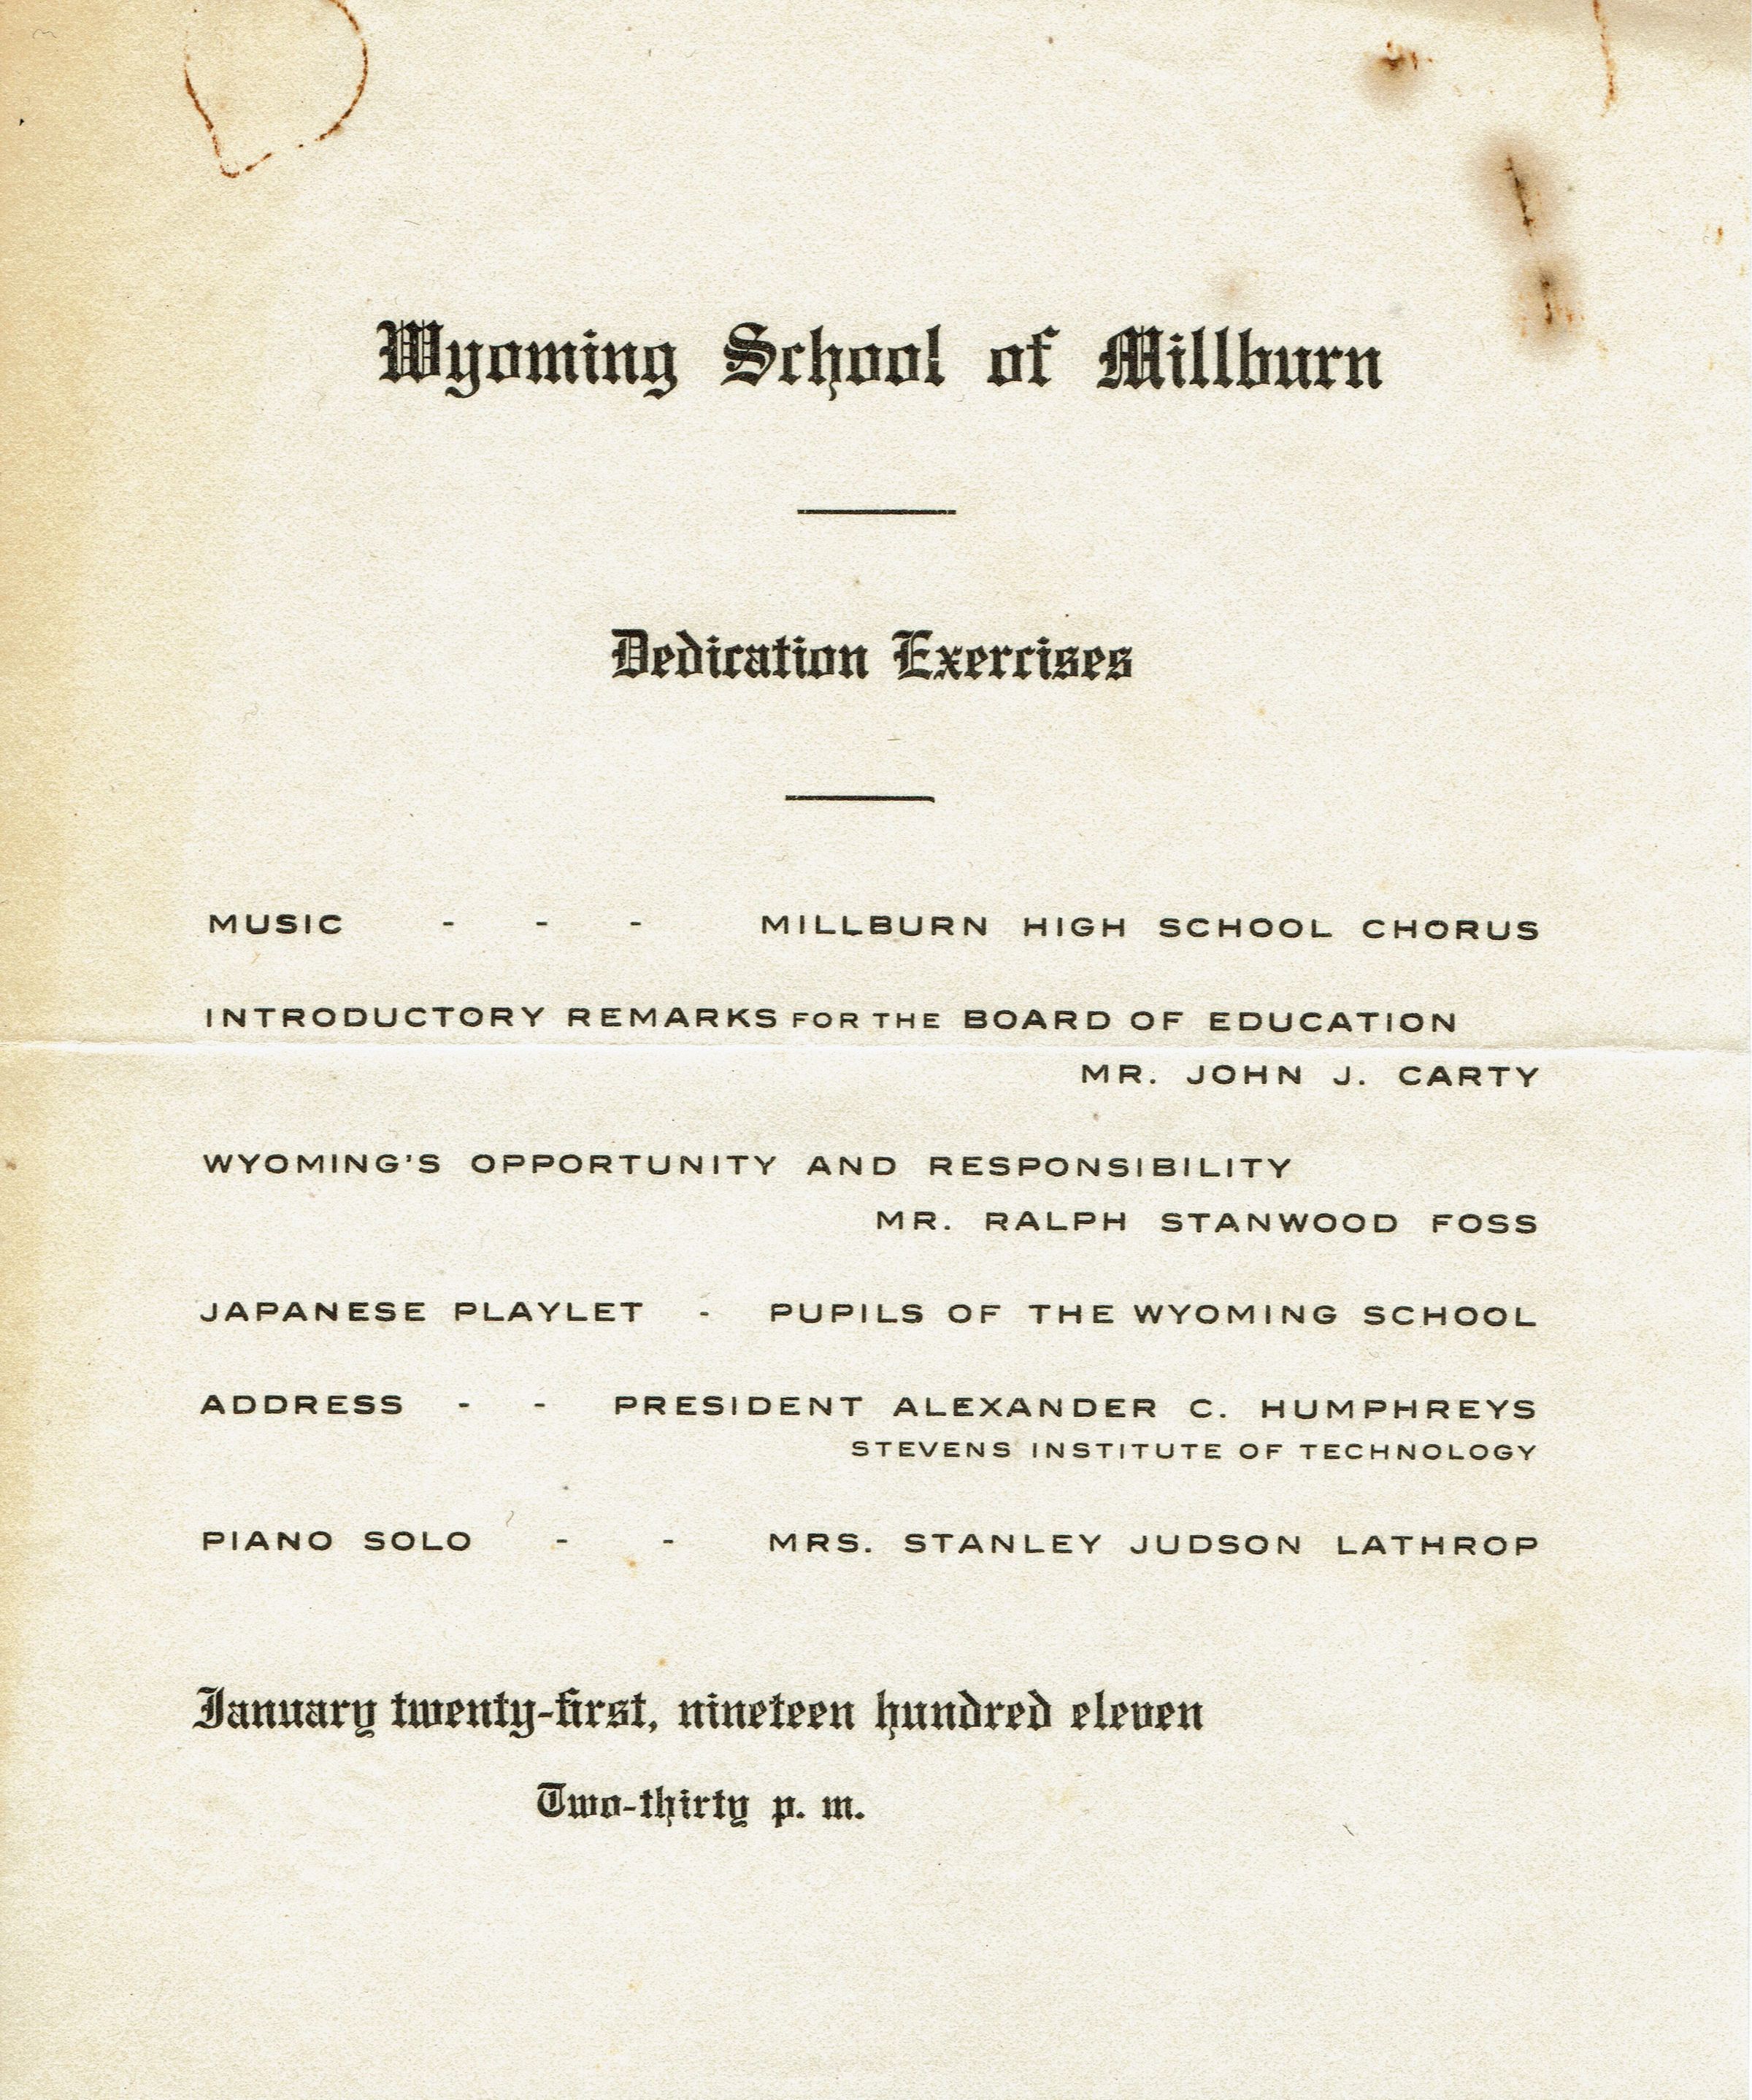 Wyoming School of Millburn
Dedication Exercises
MUSIC - - - MILLBURN HIGH SCHOOL CHORUS
INTRODUCTORY REMARKS FOR THE BOARD OF EDUCATION
MR. JOHN J. CARTY
WYOMING'S OPPORTUNITY AND RESPONSIBILITY
MR. RALPH STANWOOD FOSS
JAPANESE PLAYLET - PUPILS OF THE WYOMING SCHOOL
ADDRESS - - PRESIDENT ALEXANDER C. HUMPHREYS
STEVENS INSTITUTE OF TECHNOLOGY
PIANO SOLO - - MRS. STANLEY JUDSON LATHROP
January twenty-first, nineteen hundred eleven
Two-thirty p. m.